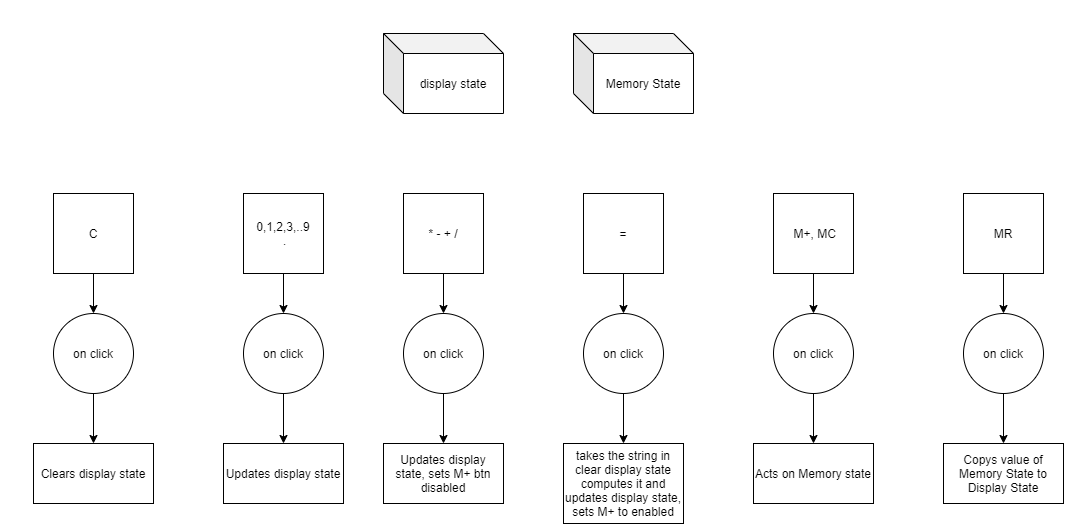 display state
Memory State
C
0,1,2,3,..9
.
* - + /
=
M+, MC
MR
on click
on click
on click
on click
on click
on click
Clears display state
Updates display state
Updates display
state, sets M+ btn
disabled
takes the string in
clear display state
computes it and
updates display state,
sets M+ to enabled
Acts on Memory state
Copys value of
Memory State to
Display State